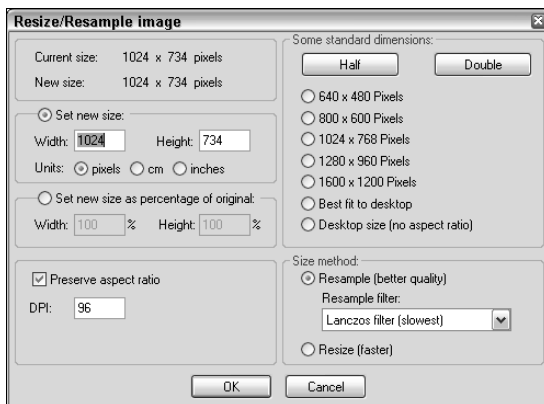 Resize/Resample image
Current size: 1024 x 734 pixels
New size: 1024 x 734 pixels
Set new size:
Width: 1024 Height: 734
Units: pixels cm inches
Set new size as percentage of original:
Width: 100 % Height: 100 %
Preserve aspect ratio
DPI: 96
Some standard dimensions:
Half Double
640 x 480 Pixels
800 x 600 Pixels
1024 x 768 Pixels
1280 x 960 Pixels
1600 x 1200 Pixels
Best fit to desktop
Desktop size (no aspect ratio)
Size method:
Resample (better quality)
Resample filter:
Lanczos filter (slowest)
Resize (faster)
OK Cancel